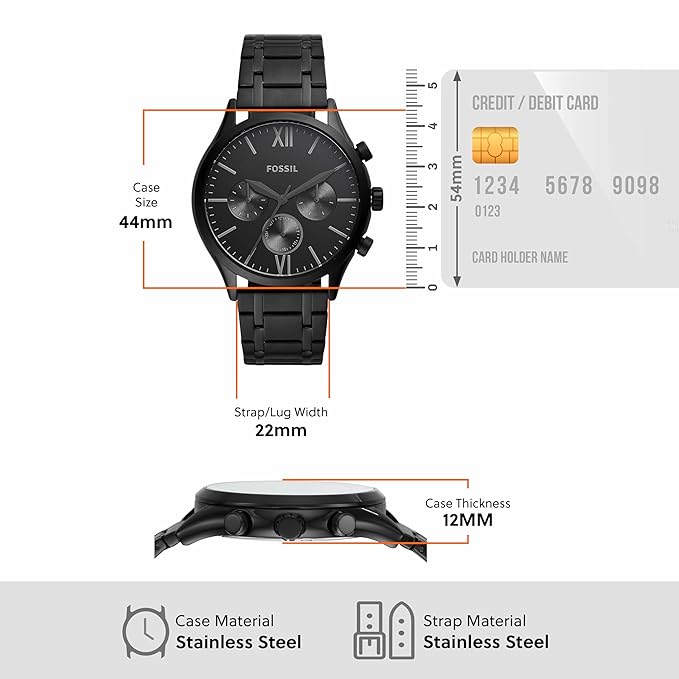 FOSSIL
Case
Size
44mm
5
4
3
2
1
0
54mm
CREDIT / DEBIT CARD
1234 5678 9098
0123
CARD HOLDER NAME
Strap/Lug Width
22mm
Case Thickness
12MM
Case Material
Stainless Steel
Strap Material
Stainless Steel